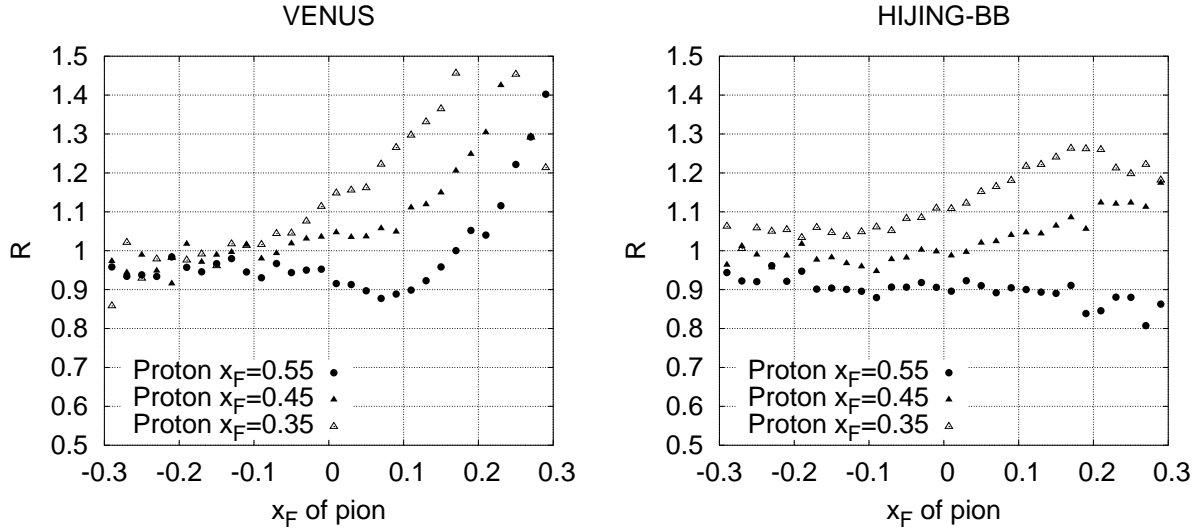 VENUS
1.5
1.4
1.3
1.2
1.1
1
0.9
0.8
0.7
0.6
0.5
R
Proton x_F=0.55
Proton x_F=0.45
Proton x_F=0.35
-0.3 -0.2 -0.1 0 0.1 0.2 0.3
x_F of pion
HIJING-BB
1.5
1.4
1.3
1.2
1.1
1
0.9
0.8
0.7
0.6
0.5
R
Proton x_F=0.55
Proton x_F=0.45
Proton x_F=0.35
-0.3 -0.2 -0.1 0 0.1 0.2 0.3
x_F of pion